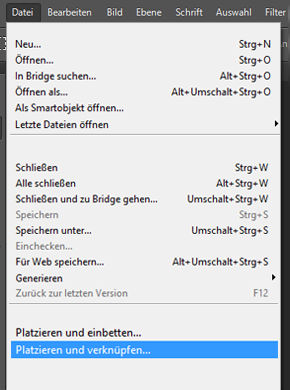 Datei Bearbeiten Bild Ebene Schrift Auswahl Filter
Neu... Strg+N
Öffnen... Strg+O
In Bridge suchen... Alt+Strg+O
Öffnen als... Alt+Umschalt+Strg+O
Als Smartobjekt öffnen...
Letzte Dateien öffnen
Schließen Strg+W
Alle schließen Alt+Strg+W
Schließen und zu Bridge gehen... Umschalt+Strg+W
Speichern Strg+S
Speichern unter... Umschalt+Strg+S
Einchecken...
Für Web speichern... Alt+Umschalt+Strg+S
Generieren
Zurück zur letzten Version F12
Platzieren und einbetten...
Platzieren und verknüpfen...